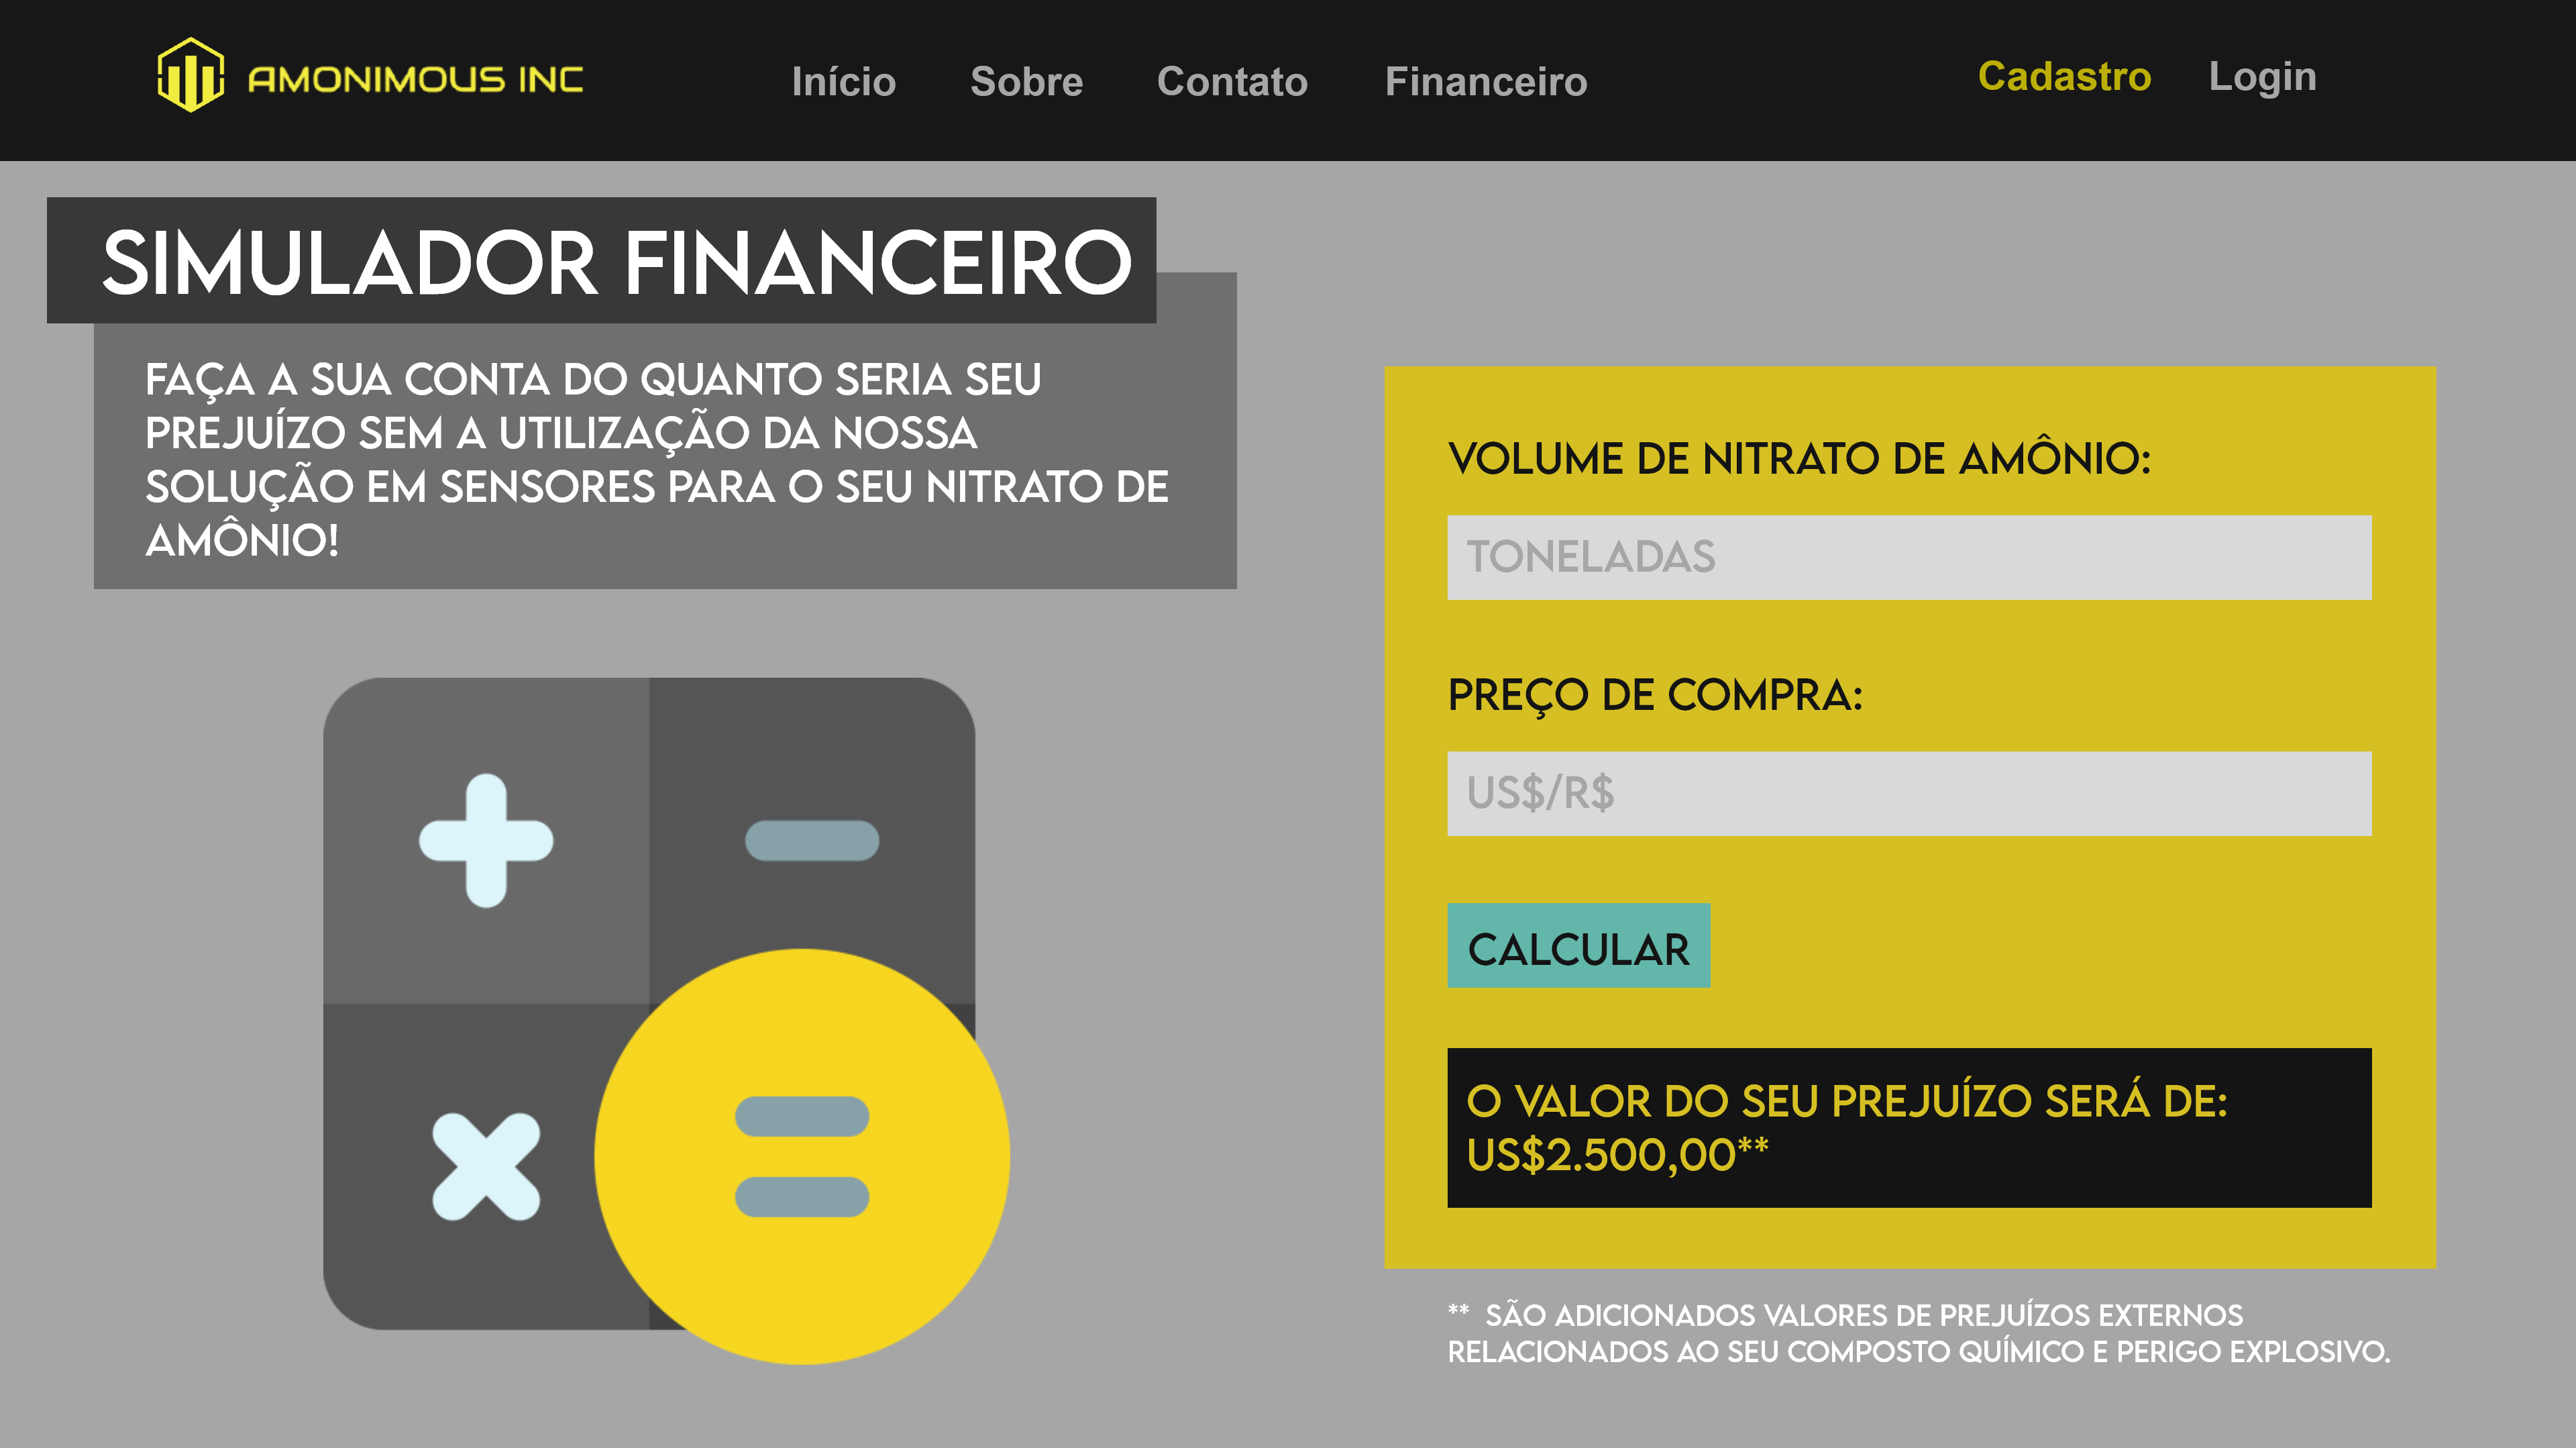 AMONIMOUS INC
Início Sobre Contato Financeiro
Cadastro Login
SIMULADOR FINANCEIRO
FAÇA A SUA CONTA DO QUANTO SERIA SEU
PREJUÍZO SEM A UTILIZAÇÃO DA NOSSA
SOLUÇÃO EM SENSORES PARA O SEU NITRATO DE
AMÔNIO!
VOLUME DE NITRATO DE AMÔNIO:
TONELADAS
PREÇO DE COMPRA:
US$/R$
CALCULAR
O VALOR DO SEU PREJUÍZO SERÁ DE:
US$2.500,00**
** SÃO ADICIONADOS VALORES DE PREJUÍZOS EXTERNOS
RELACIONADOS AO SEU COMPOSTO QUÍMICO E PERIGO EXPLOSIVO.